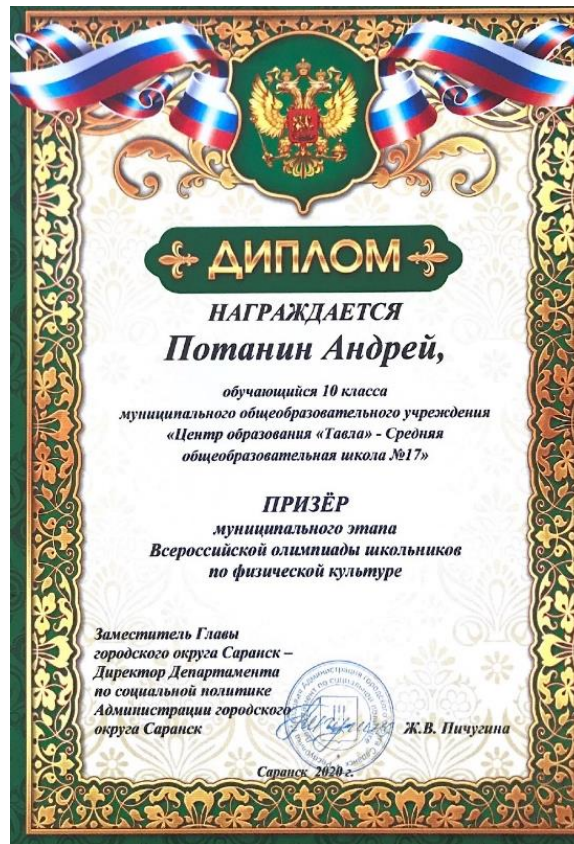 ДИПЛОМ
НАГРАЖДАЕТСЯ
Потанин Андрей,
обучающийся 10 класса
муниципального общеобразовательного учреждения
«Центр образования «Тавла» - Средняя
общеобразовательная школа №17»
ПРИЗЁР
муниципального этапа
Всероссийской олимпиады школьников
по физической культуре
Заместитель Главы
городского округа Саранск –
Директор Департамента
по социальной политике
Администрации городского
округа Саранск
Ж.В. Пичугина
Саранск 2020 г.